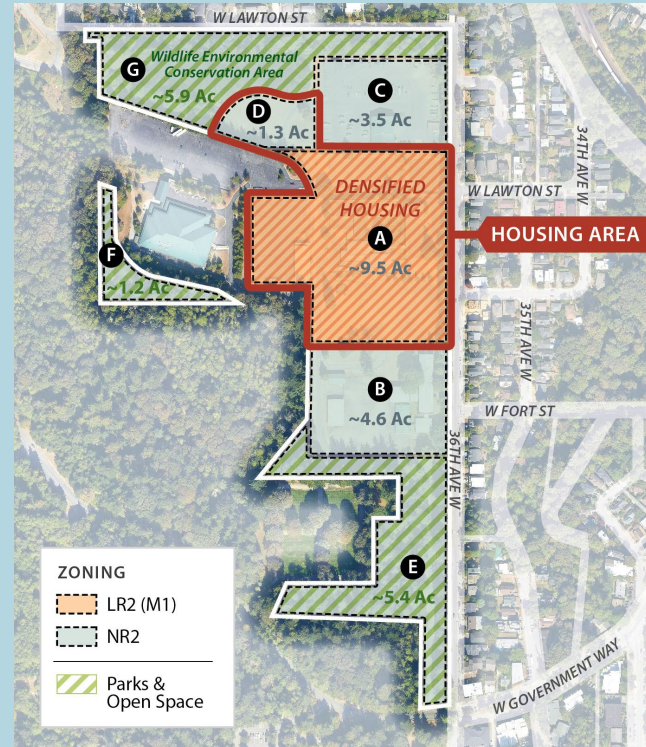 W LAWTON ST
G
Wildlife Environmental
Conservation Area
~5.9 Ac
D
~1.3 Ac
C
~3.5 Ac
34TH AVE W
W LAWTON ST
DENSIFIED
HOUSING
A
~9.5 Ac
HOUSING AREA
F
~1.2 Ac
35TH AVE W
B
~4.6 Ac
W FORT ST
36TH AVE W
E
~5.4 Ac
W GOVERNMENT WAY
ZONING
LR2 (M1)
NR2
Parks &
Open Space